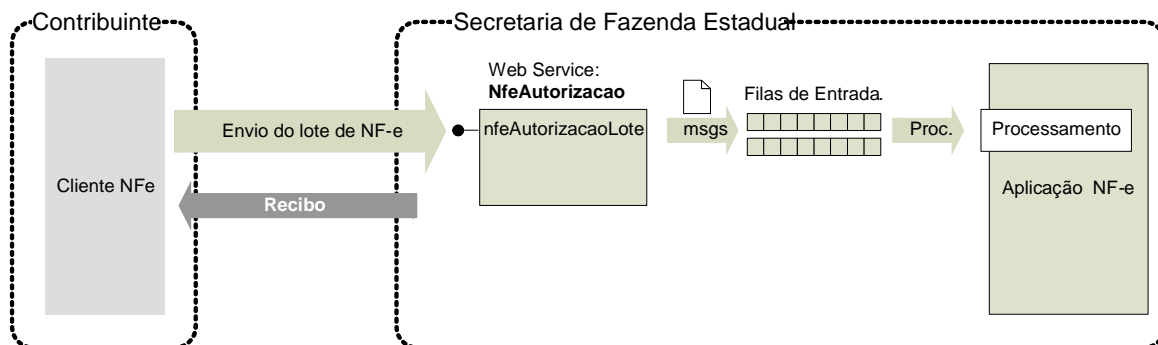 Contribuinte
Secretaria de Fazenda Estadual
Web Service:
NfeAutorizacao
Filas de Entrada.
Envio do lote de NF-e
nfeAutorizacaoLote
msgs
Proc.
Processamento
Cliente NFe
Recibo
Aplicação NF-e